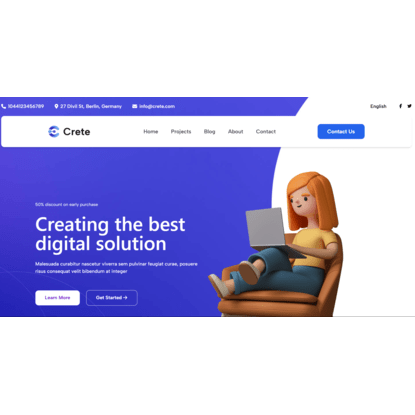 (0044)123456789 27 Divil St, Berlin, Germany info@crete.com English
Crete Home Projects Blog About Contact Contact Us
50% discount on early purchase
Creating the best
digital solution
Malesuada curabitur nascetur viverra sem pulvinar feugiat curae, posuere
risus consequat velit bibendum at integer
Learn More Get Started →